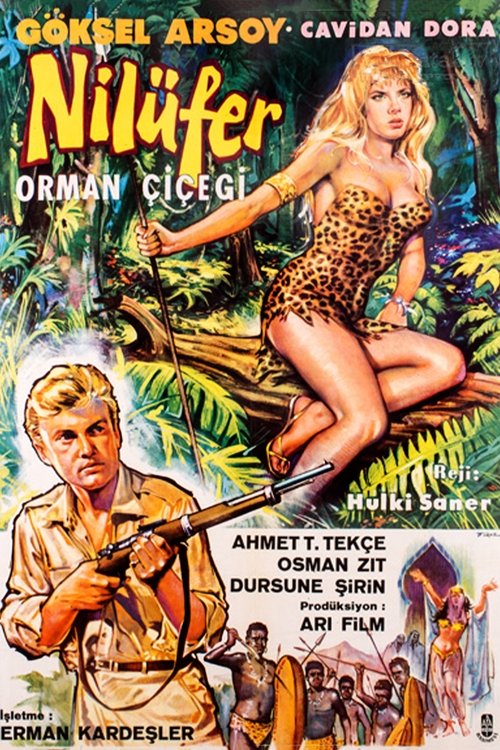 GÖKSEL ARSOY · CAVİDAN DORA
Nilüfer
ORMAN ÇİÇEGİ
Reji:
Hulki Saner
AHMET T. TEKÇE
OSMAN ZIT
DURSUNE ŞİRİN
Prodüksiyon :
ARI FİLM
İşletme :
ERMAN KARDEŞLER